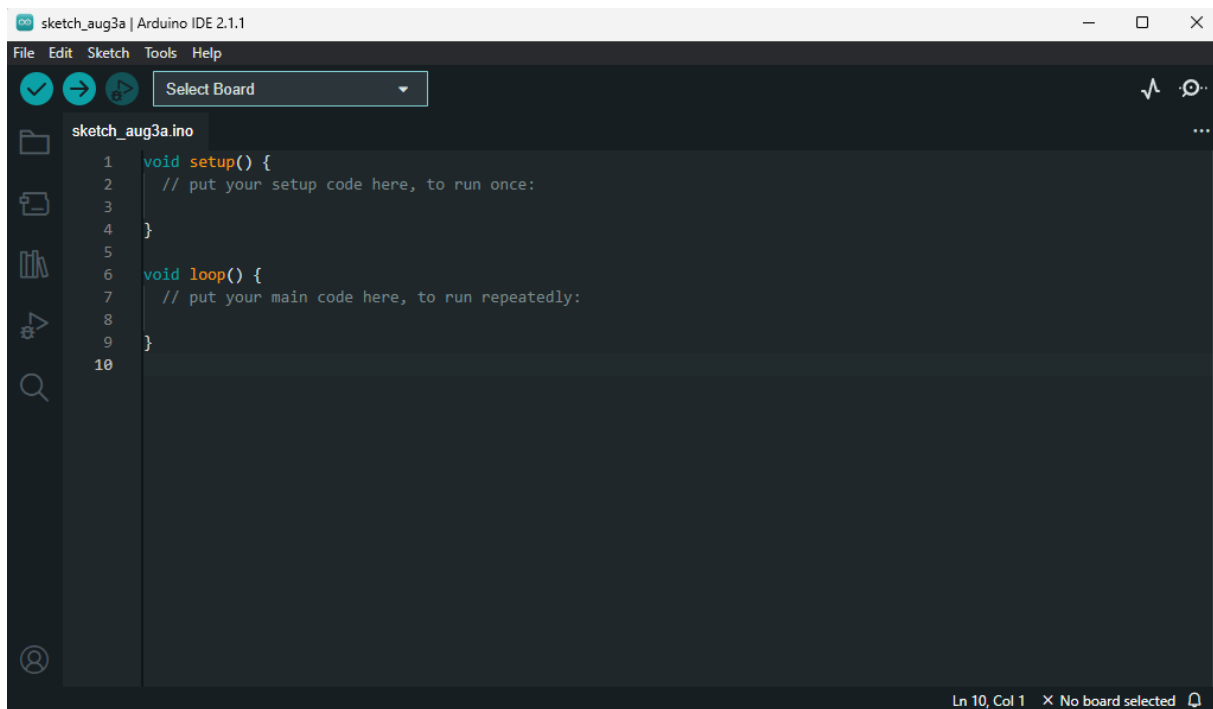 sketch_aug3a | Arduino IDE 2.1.1
File Edit Sketch Tools Help
Select Board
sketch_aug3a.ino
1 void setup() {
2   // put your setup code here, to run once:
3
4 }
5
6 void loop() {
7   // put your main code here, to run repeatedly:
8
9 }
10
Ln 10, Col 1 × No board selected